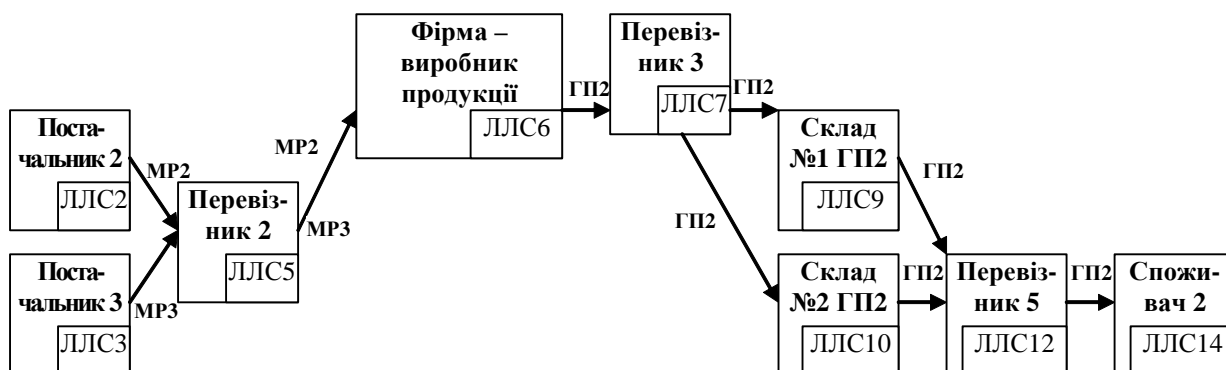 Фірма –
виробник
продукції
ЛЛС6
ГП2
Перевіз-
ник 3
ЛЛС7
ГП2
Поста-
чальник 2
ЛЛС2
МР2
МР2
Склад
№1 ГП2
ЛЛС9
ГП2
Перевіз-
ник 2
ЛЛС5
МР3
ГП2
Поста-
чальник 3
ЛЛС3
МР3
Склад
№2 ГП2
ЛЛС10
ГП2
Перевіз-
ник 5
ЛЛС12
ГП2
Спожи-
вач 2
ЛЛС14